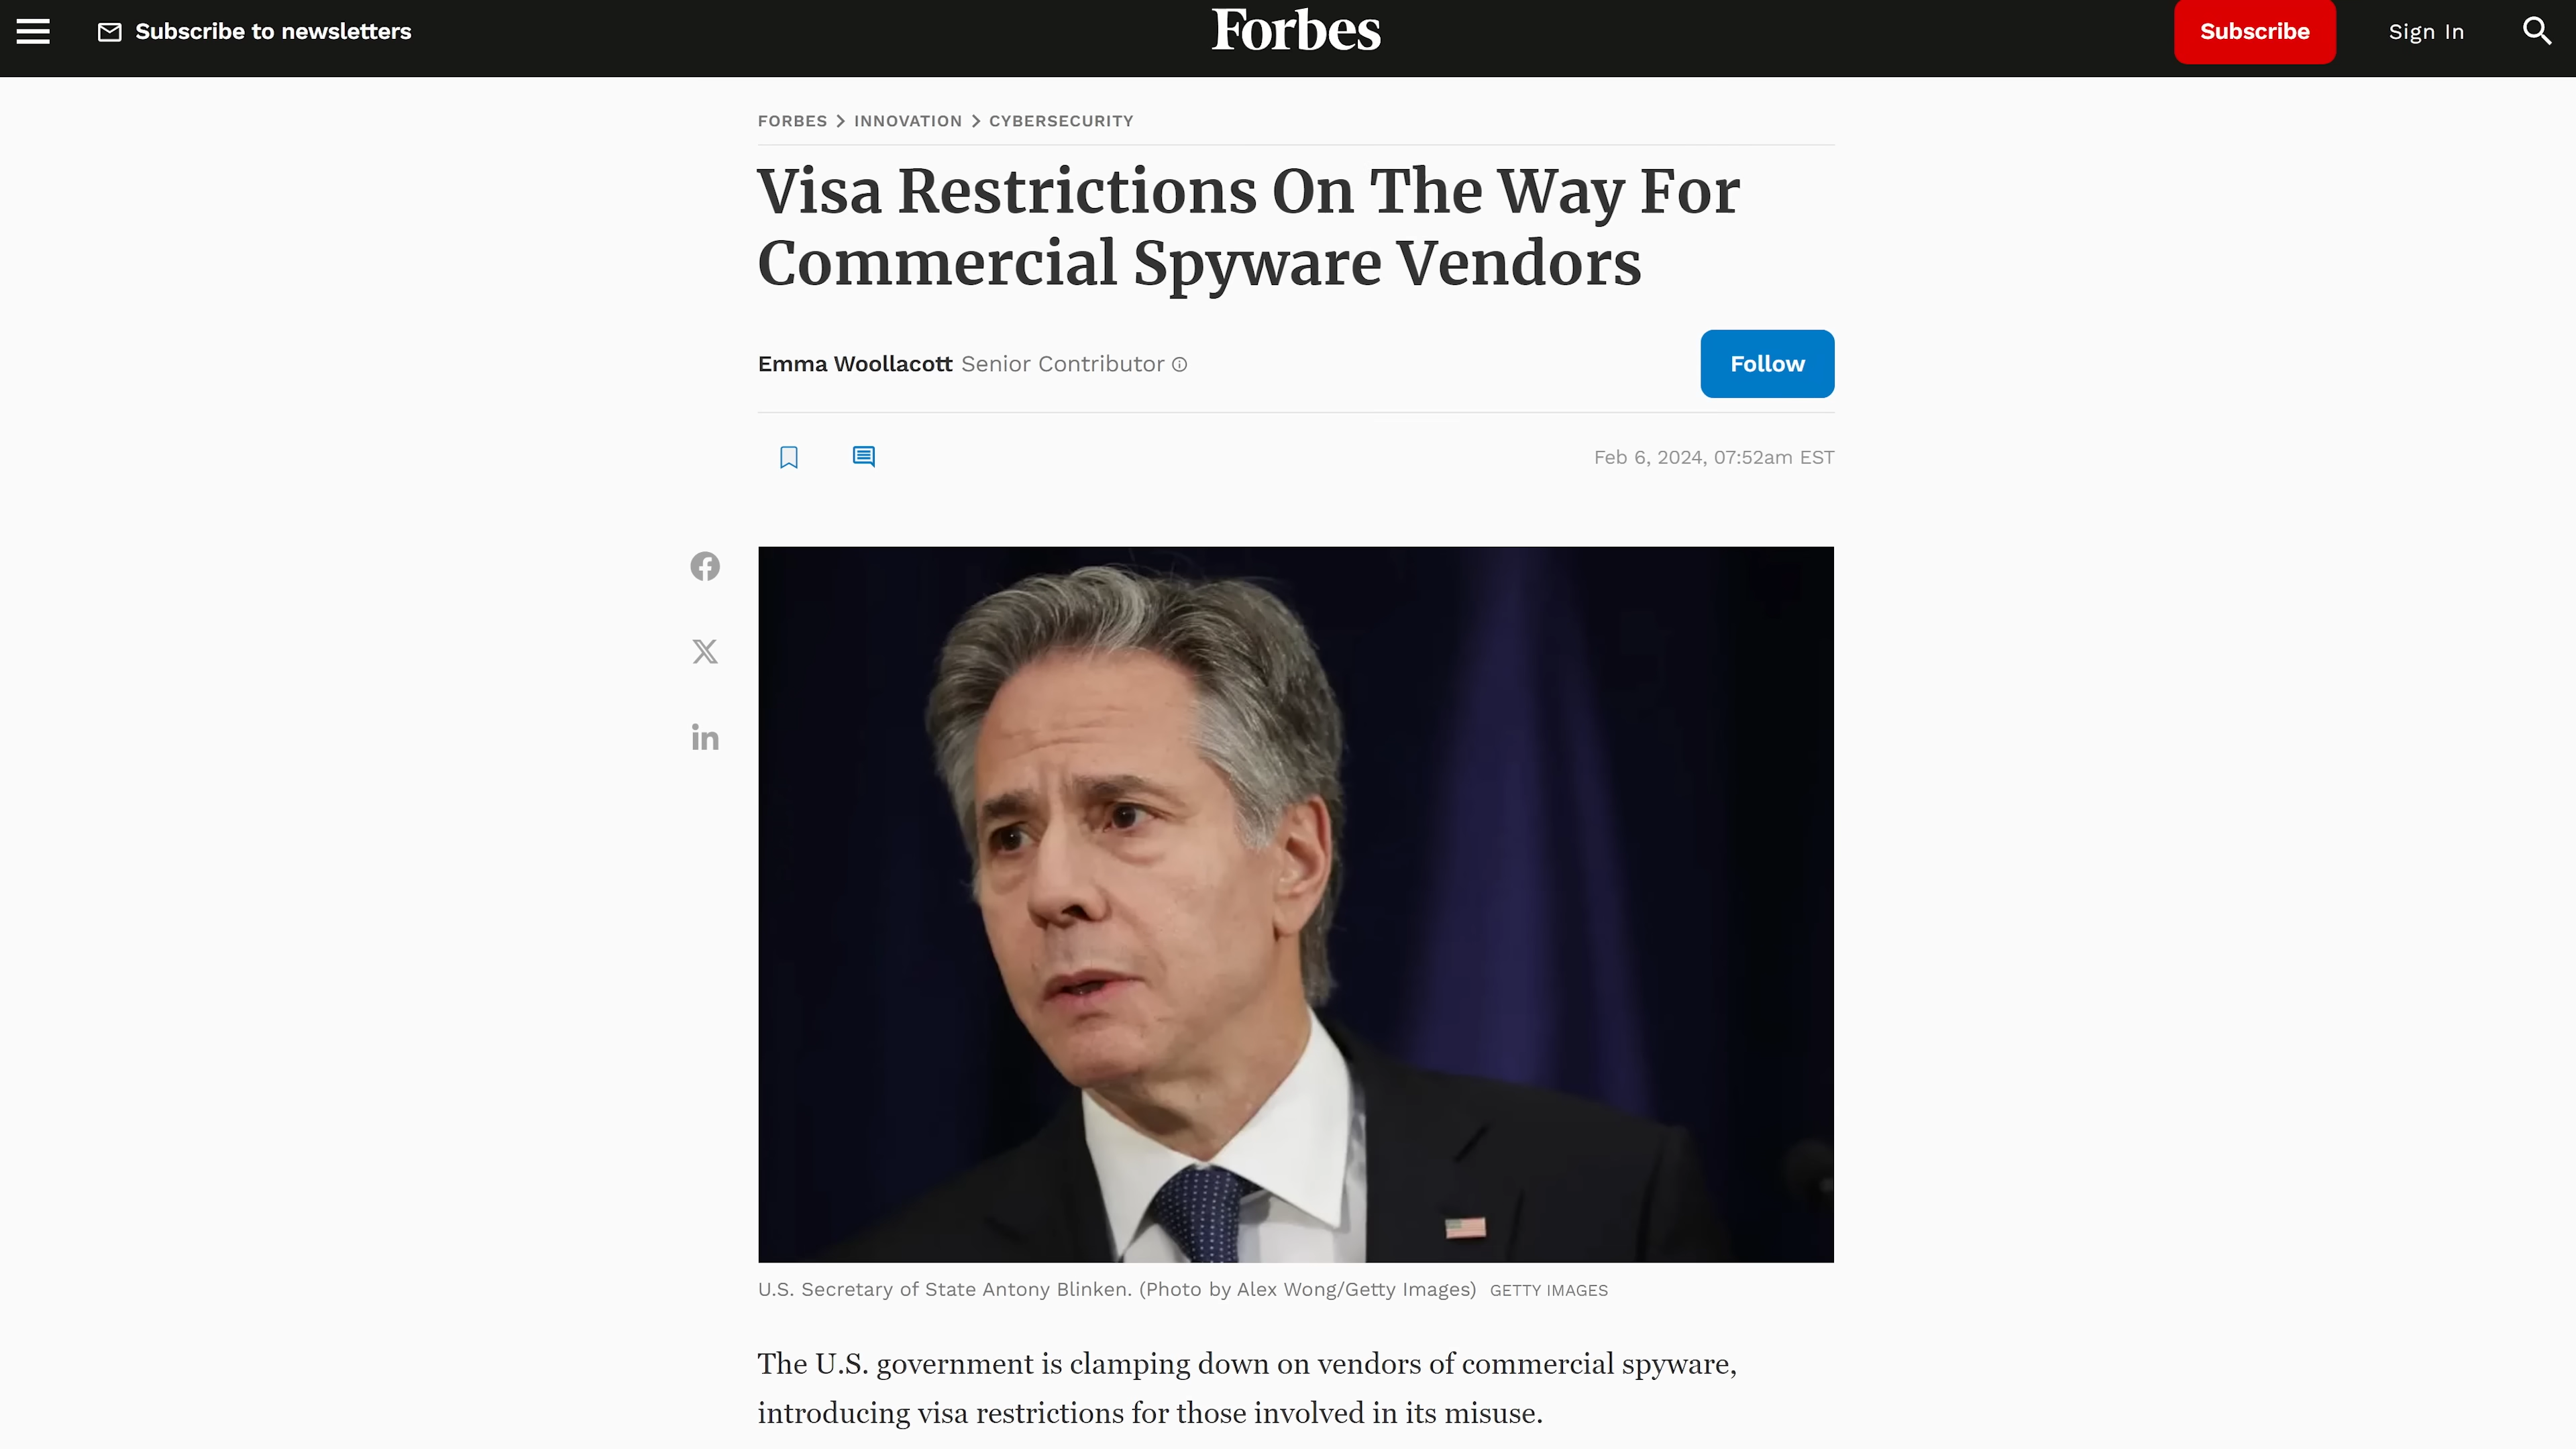 Subscribe to newsletters
Forbes
Subscribe
Sign In
FORBES > INNOVATION > CYBERSECURITY
Visa Restrictions On The Way For
Commercial Spyware Vendors
Emma Woollacott Senior Contributor
Follow
Feb 6, 2024, 07:52am EST
U.S. Secretary of State Antony Blinken. (Photo by Alex Wong/Getty Images) GETTY IMAGES
The U.S. government is clamping down on vendors of commercial spyware,
introducing visa restrictions for those involved in its misuse.